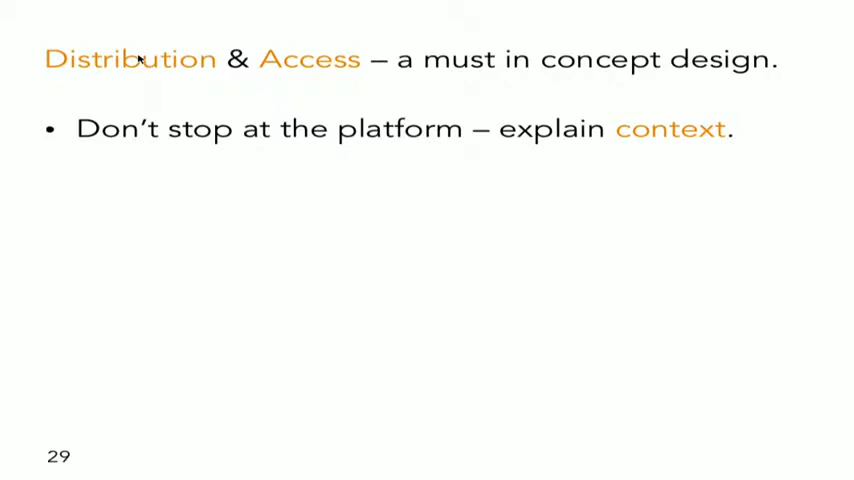 Distribution & Access – a must in concept design.
• Don’t stop at the platform – explain context.
29